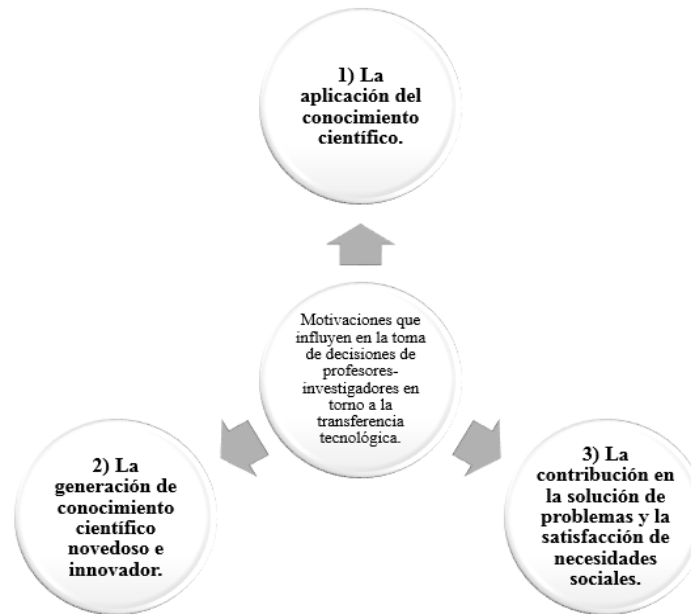 1) La
aplicación del
conocimiento
científico.
Motivaciones que
influyen en la toma
de decisiones de
profesores-
investigadores en
torno a la
transferencia
tecnológica.
2) La
generación de
conocimiento
científico
novedoso e
innovador.
3) La
contribución en
la solución de
problemas y la
satisfacción de
necesidades
sociales.